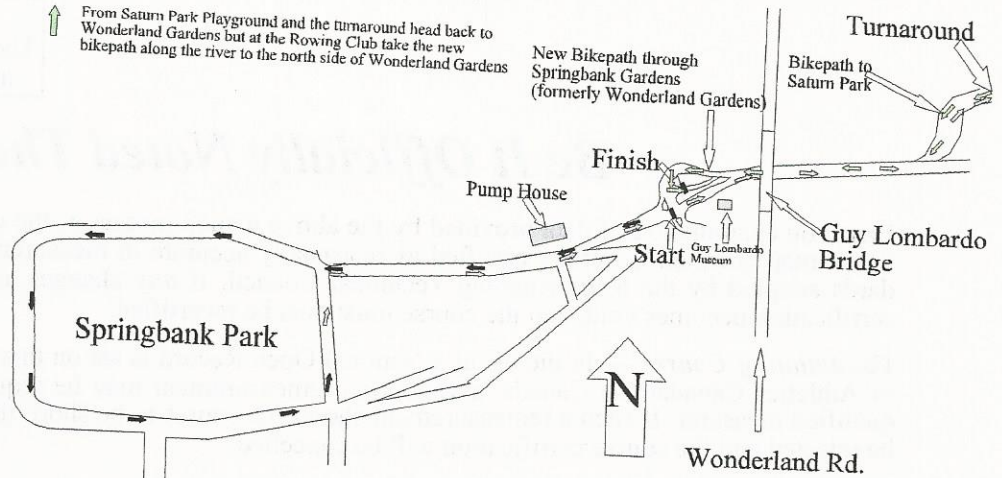 From Saturn Park Playground and the turnaround head back to
Wonderland Gardens but at the Rowing Club take the new
bikepath along the river to the north side of Wonderland Gardens
New Bikepath through
Springbank Gardens
(formerly Wonderland Gardens)
Turnaround
Bikepath to
Saturn Park
Finish
Pump House
Start
Guy Lombardo
Museum
Guy Lombardo
Bridge
Springbank Park
N
Wonderland Rd.